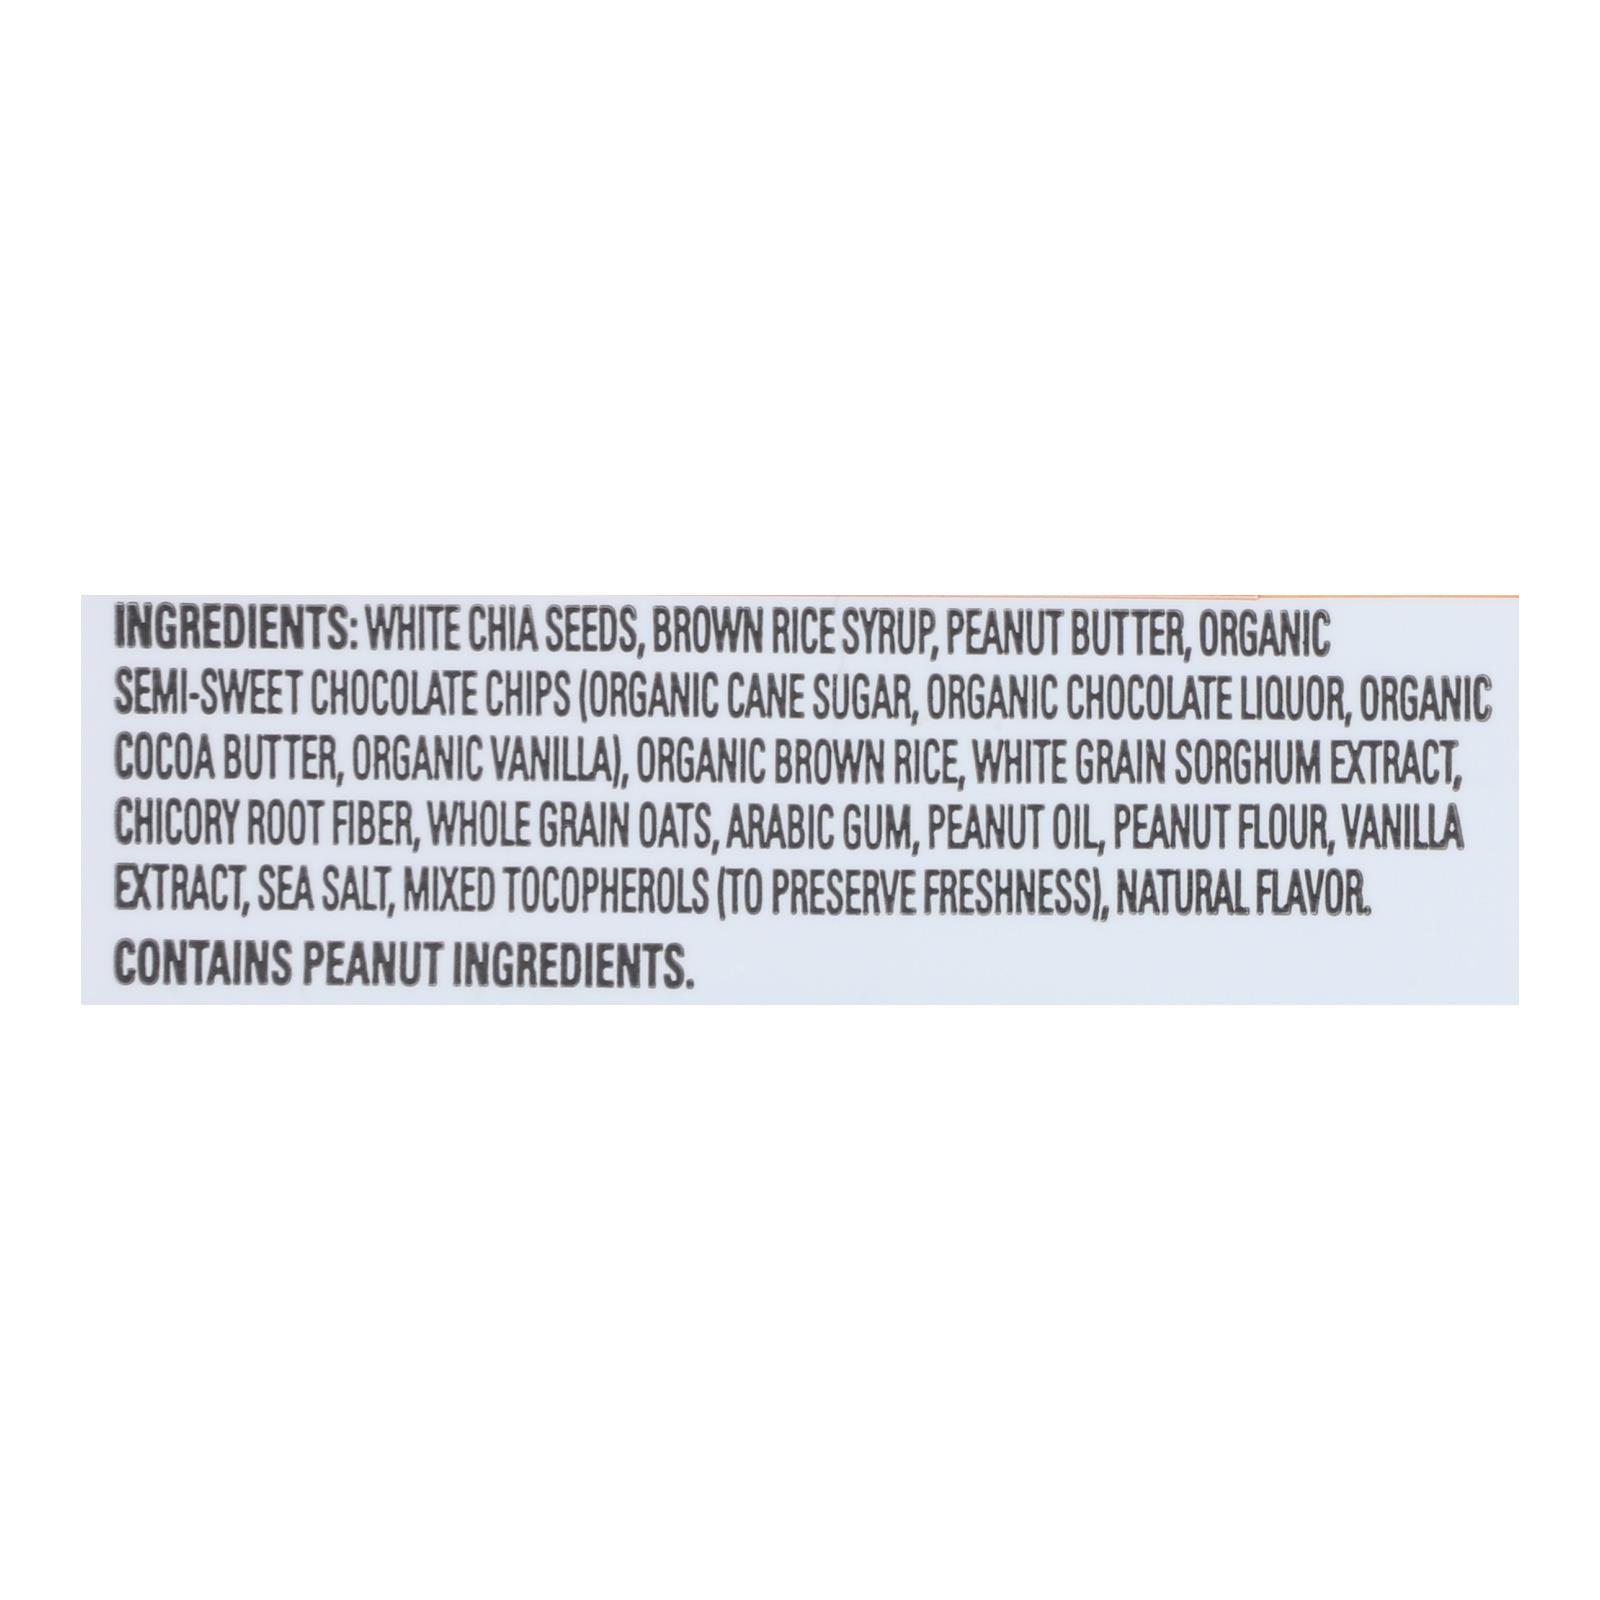 INGREDIENTS: WHITE CHIA SEEDS, BROWN RICE SYRUP, PEANUT BUTTER, ORGANIC
SEMI-SWEET CHOCOLATE CHIPS (ORGANIC CANE SUGAR, ORGANIC CHOCOLATE LIQUOR, ORGANIC
COCOA BUTTER, ORGANIC VANILLA), ORGANIC BROWN RICE, WHITE GRAIN SORGHUM EXTRACT,
CHICORY ROOT FIBER, WHOLE GRAIN OATS, ARABIC GUM, PEANUT OIL, PEANUT FLOUR, VANILLA
EXTRACT, SEA SALT, MIXED TOCOPHEROLS (TO PRESERVE FRESHNESS), NATURAL FLAVOR.
CONTAINS PEANUT INGREDIENTS.